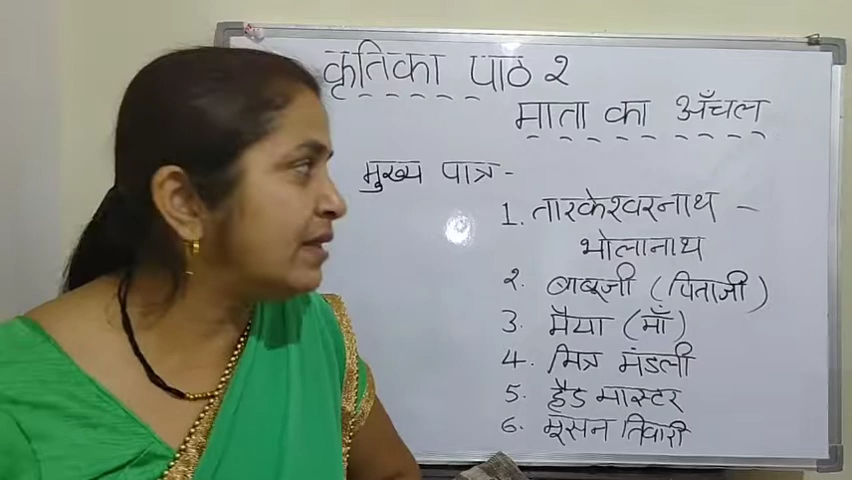 कृतिका पाठ २
माता का अँचल
मुख्य पात्र-
1. तारकेश्वरनाथ -
भोलानाथ
२. बाबूजी (पिताजी)
3. मैया (माँ)
4. मित्र मंडली
5. हैड मास्टर
6. मूसन तिवारी